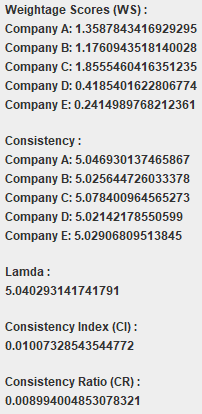 Weightage Scores (WS) :
Company A: 1.3587843416929295
Company B: 1.1760943518140028
Company C: 1.8555460416351235
Company D: 0.4185401622806774
Company E: 0.2414989768212361
Consistency :
Company A: 5.046930137465867
Company B: 5.025644726033378
Company C: 5.078400964565273
Company D: 5.02142178550599
Company E: 5.02906809513845
Lamda :
5.040293141741791
Consistency Index (CI) :
0.01007328543544772
Consistency Ratio (CR) :
0.008994004853078321